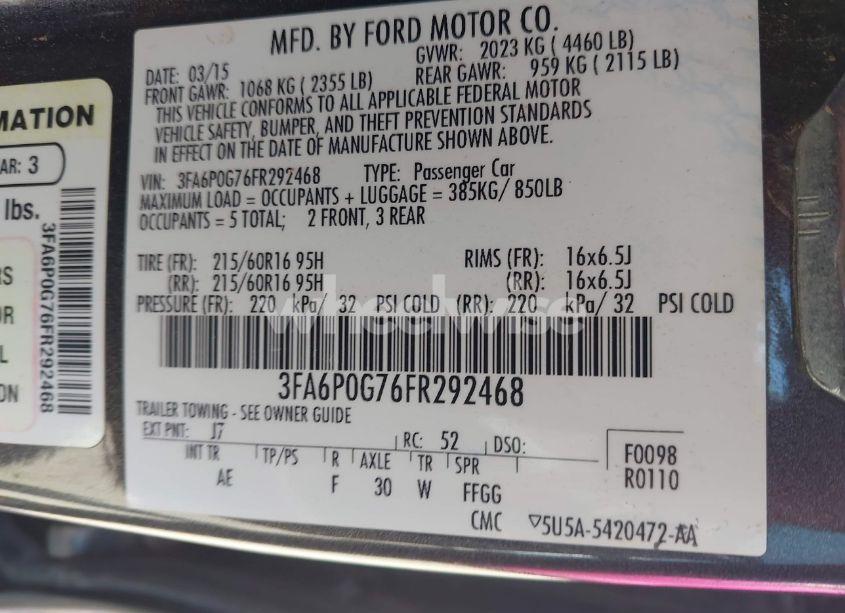 MFD. BY FORD MOTOR CO.
DATE: 03/15 GVWR: 2023 KG ( 4460 LB)
FRONT GAWR: 1068 KG ( 2355 LB) REAR GAWR: 959 KG ( 2115 LB)
THIS VEHICLE CONFORMS TO ALL APPLICABLE FEDERAL MOTOR
VEHICLE SAFETY, BUMPER, AND THEFT PREVENTION STANDARDS
IN EFFECT ON THE DATE OF MANUFACTURE SHOWN ABOVE.
VIN: 3FA6P0G76FR292468 TYPE: Passenger Car
MAXIMUM LOAD = OCCUPANTS + LUGGAGE = 385KG/ 850LB
OCCUPANTS = 5 TOTAL; 2 FRONT, 3 REAR
TIRE (FR): 215/60R16 95H RIMS (FR): 16x6.5J
(RR): 215/60R16 95H (RR): 16x6.5J
PRESSURE (FR): 220 kPa/ 32 PSI COLD (RR): 220 kPa/ 32 PSI COLD
wheelwise
3FA6P0G76FR292468
TRAILER TOWING - SEE OWNER GUIDE
EXT PNT: J7 RC: 52 DSO:
INT TR TP/PS R AXLE TR SPR F0098
AE F 30 W FFGG R0110
CMC ▽5U5A-5420472-AA
MATION
AR: 3
lbs.
3FA6P0G76FR292468
RS
OR
L
ON